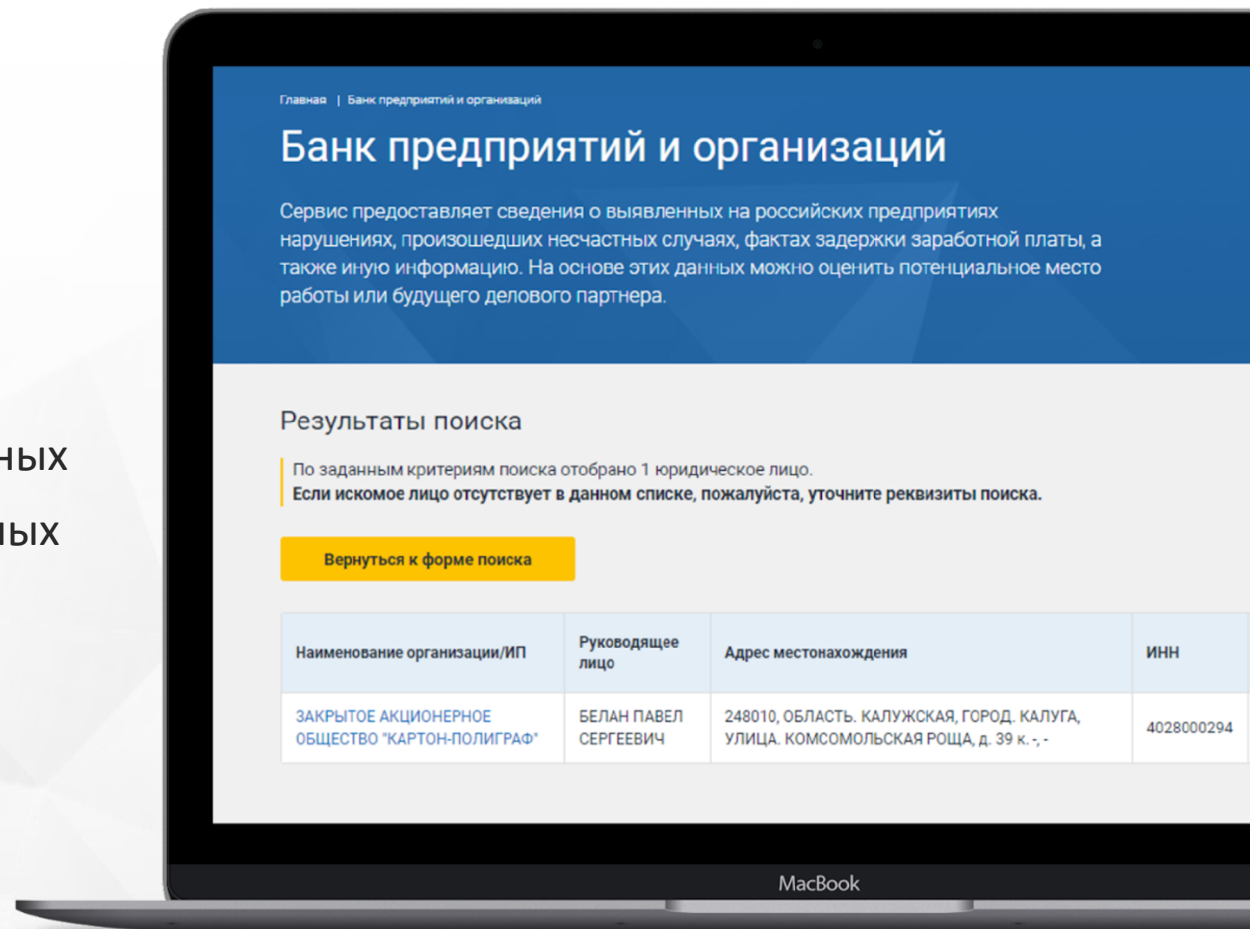 Главная | Банк предприятий и организаций
Банк предприятий и организаций
Сервис предоставляет сведения о выявленных на российских предприятиях
нарушениях, произошедших несчастных случаях, фактах задержки заработной платы, а
также иную информацию. На основе этих данных можно оценить потенциальное место
работы или будущего делового партнера.
Результаты поиска
По заданным критериям поиска отобрано 1 юридическое лицо.
Если искомое лицо отсутствует в данном списке, пожалуйста, уточните реквизиты поиска.
Вернуться к форме поиска
Наименование организации/ИП
Руководящее
лицо
Адрес местонахождения
ИНН
ЗАКРЫТОЕ АКЦИОНЕРНОЕ
ОБЩЕСТВО "КАРТОН-ПОЛИГРАФ"
БЕЛАН ПАВЕЛ
СЕРГЕЕВИЧ
248010, ОБЛАСТЬ. КАЛУЖСКАЯ, ГОРОД. КАЛУГА,
УЛИЦА. КОМСОМОЛЬСКАЯ РОЩА, д. 39 к. -, -
4028000294
MacBook